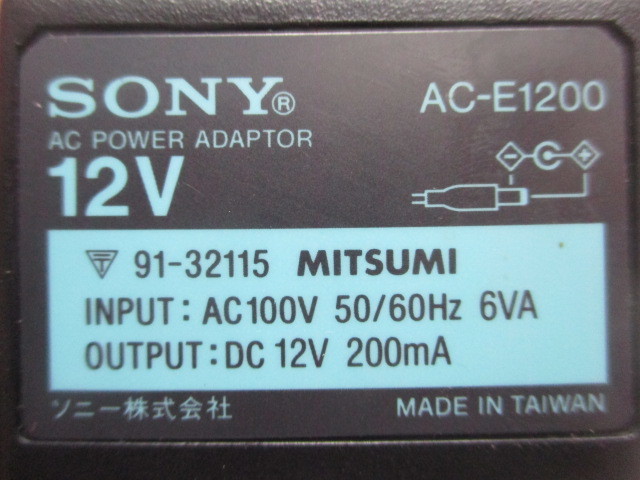 SONY®
AC-E1200
AC POWER ADAPTOR
12V
91-32115 MITSUMI
INPUT: AC100V 50/60Hz 6VA
OUTPUT: DC 12V 200mA
ソニー株式会社
MADE IN TAIWAN